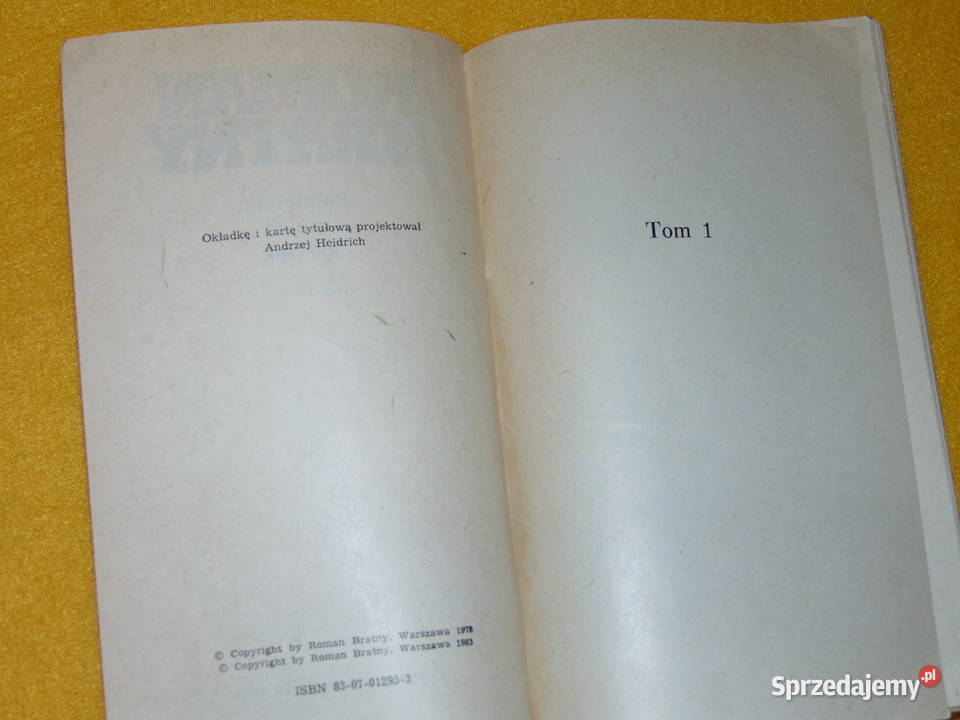 Okładkę i kartę tytułową projektował
Andrzej Heidrich
© Copyright by Roman Bratny, Warszawa 1978
© Copyright by Roman Bratny, Warszawa 1983
ISBN 83-07-01295-3
Tom 1
Sprzedajemy.pl